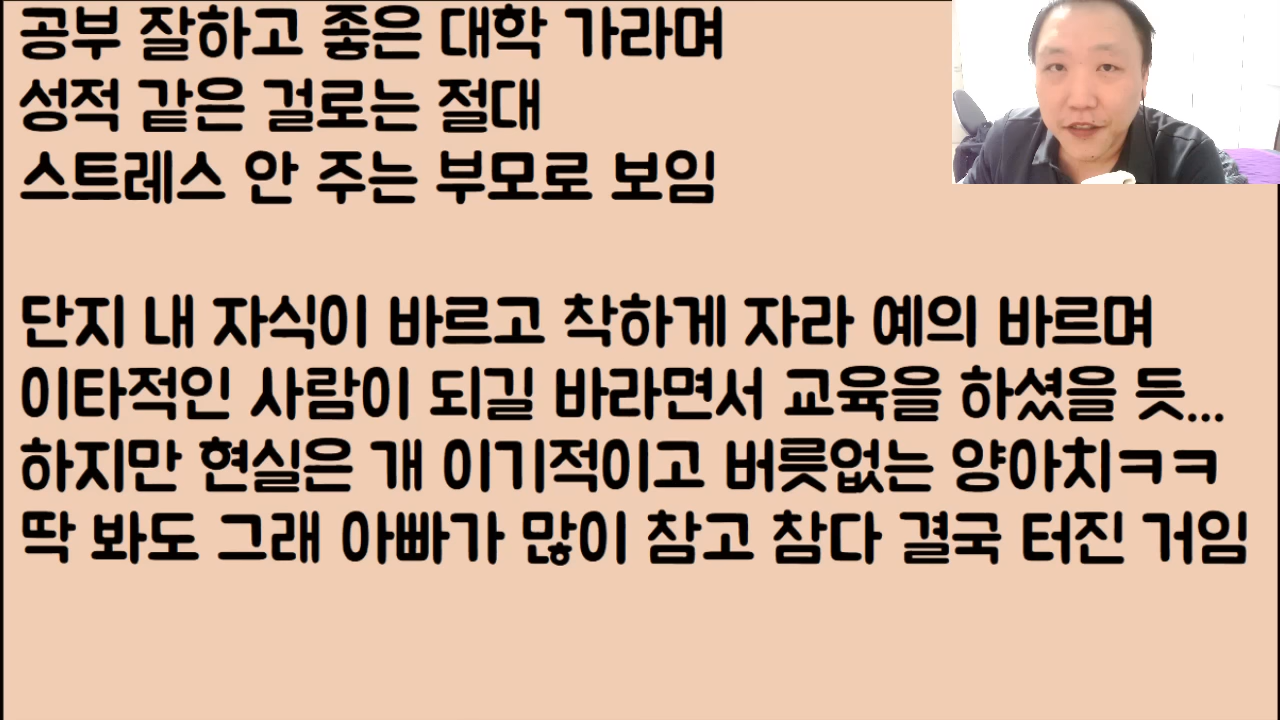 공부 잘하고 좋은 대학 가라며
성적 같은 걸로는 절대
스트레스 안 주는 부모로 보임
단지 내 자식이 바르고 착하게 자라 예의 바르며
이타적인 사람이 되길 바라면서 교육을 하셨을 듯...
하지만 현실은 개 이기적이고 버릇없는 양아치ㅋㅋ
딱 봐도 그래 아빠가 많이 참고 참다 결국 터진 거임